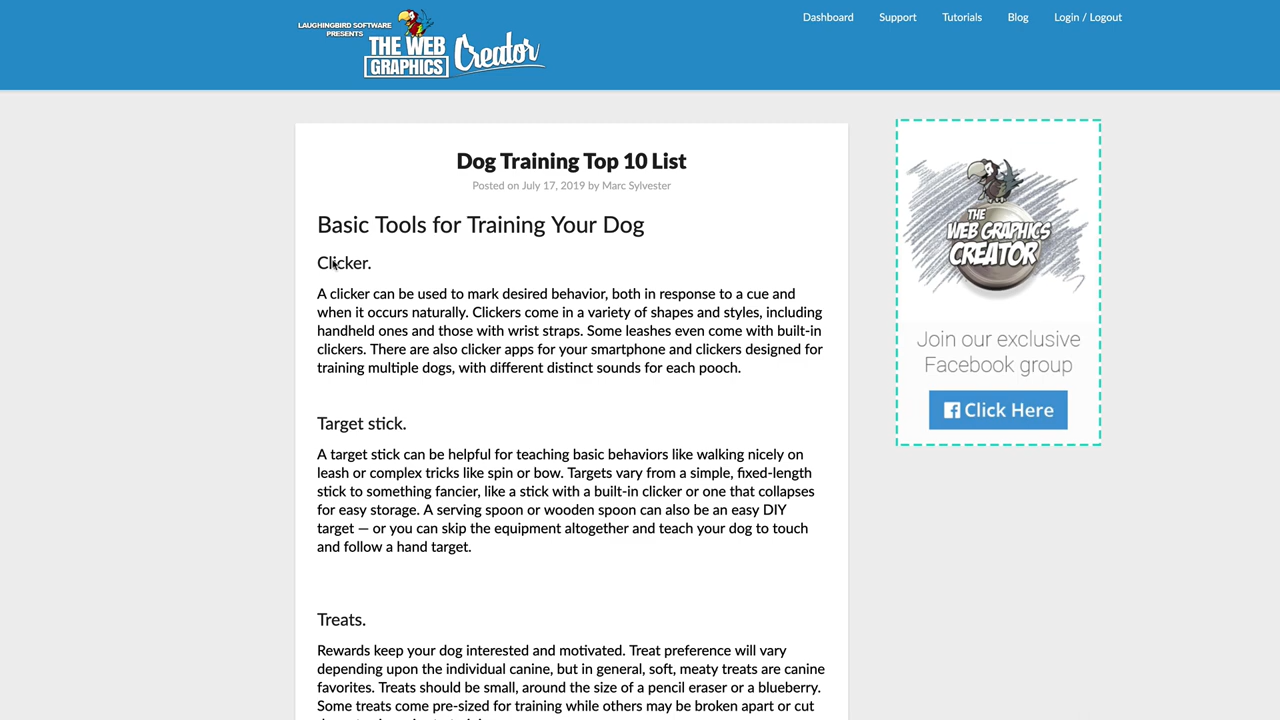 LAUGHINGBIRD SOFTWARE
PRESENTS
THE WEB
GRAPHICS
Creator
Dashboard Support Tutorials Blog Login / Logout
Dog Training Top 10 List
Posted on July 17, 2019 by Marc Sylvester
Basic Tools for Training Your Dog
Clicker.
A clicker can be used to mark desired behavior, both in response to a cue and
when it occurs naturally. Clickers come in a variety of shapes and styles, including
handheld ones and those with wrist straps. Some leashes even come with built-in
clickers. There are also clicker apps for your smartphone and clickers designed for
training multiple dogs, with different distinct sounds for each pooch.
Target stick.
A target stick can be helpful for teaching basic behaviors like walking nicely on
leash or complex tricks like spin or bow. Targets vary from a simple, fixed-length
stick to something fancier, like a stick with a built-in clicker or one that collapses
for easy storage. A serving spoon or wooden spoon can also be an easy DIY
target — or you can skip the equipment altogether and teach your dog to touch
and follow a hand target.
Treats.
Rewards keep your dog interested and motivated. Treat preference will vary
depending upon the individual canine, but in general, soft, meaty treats are canine
favorites. Treats should be small, around the size of a pencil eraser or a blueberry.
Some treats come pre-sized for training while others may be broken apart or cut
THE
WEB GRAPHICS
CREATOR
Join our exclusive
Facebook group
Click Here